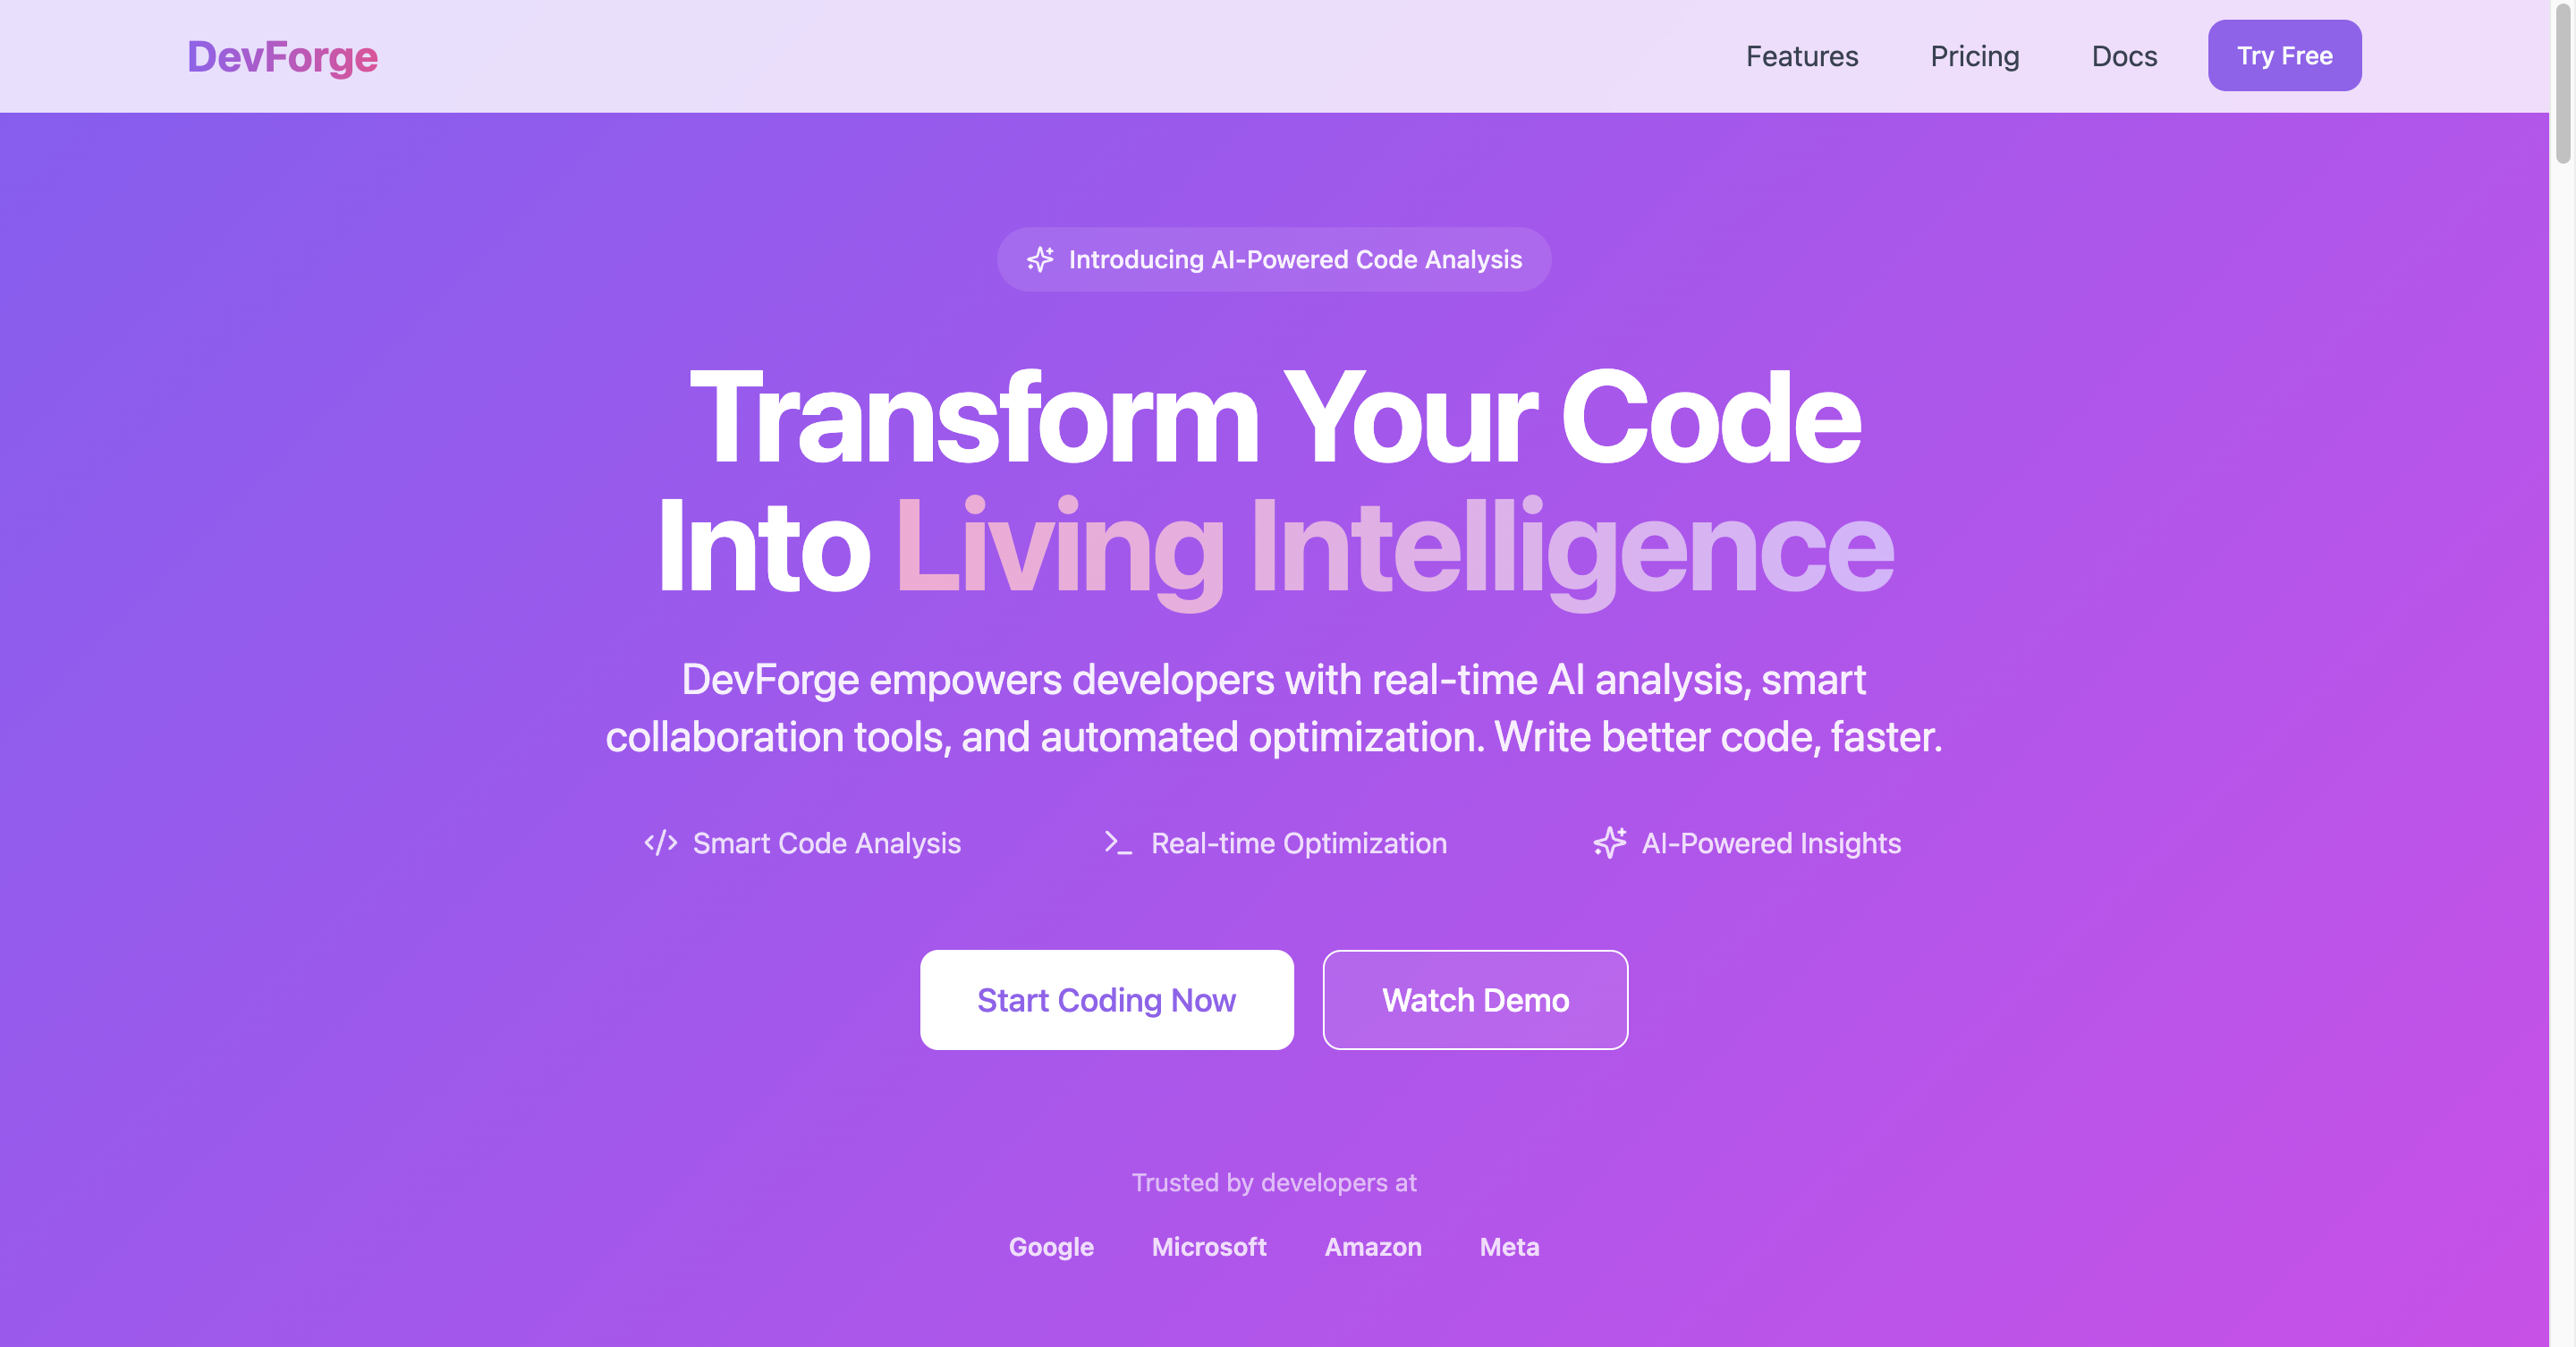 DevForge
Features
Pricing
Docs
Try Free
Introducing AI-Powered Code Analysis
Transform Your Code
Into Living Intelligence
DevForge empowers developers with real-time AI analysis, smart
collaboration tools, and automated optimization. Write better code, faster.
Smart Code Analysis
Real-time Optimization
AI-Powered Insights
Start Coding Now
Watch Demo
Trusted by developers at
Google
Microsoft
Amazon
Meta